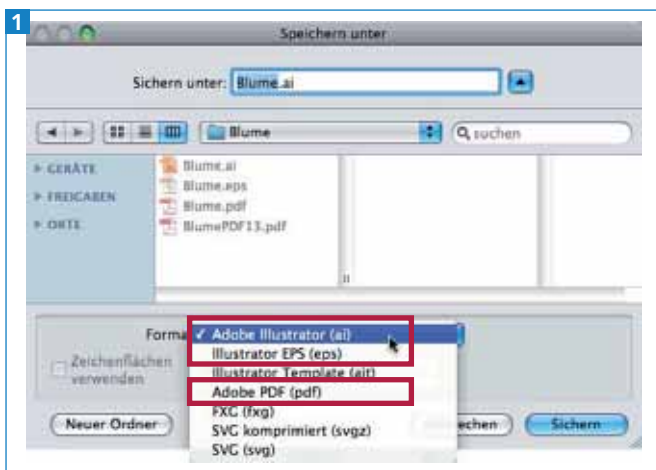 1
Speichern unter
Sichern unter: Blume.ai
Blume
suchen
GERÄTE
FREIGABEN
ORTE
Blume.ai
Blume.eps
Blume.pdf
BlumePDF13.pdf
Forma ✓ Adobe Illustrator (ai)
Illustrator EPS (eps)
Illustrator Template (ait)
Adobe PDF (pdf)
FXG (fxg)
SVG komprimiert (svgz)
SVG (svg)
Zeichenflächen
verwenden
Neuer Ordner
echen
Sichern